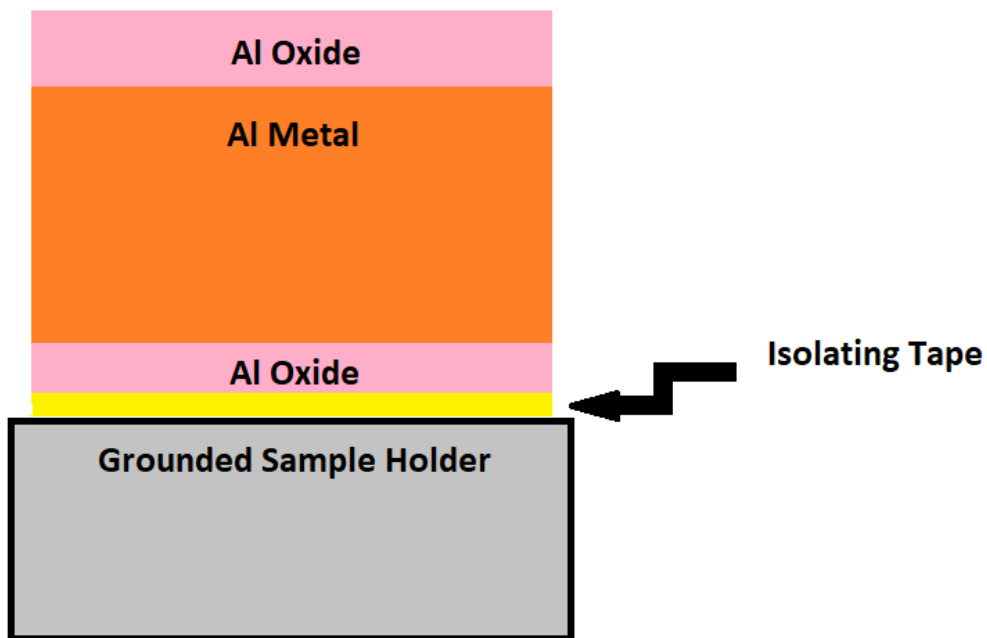 Al Oxide
Al Metal
Al Oxide
Isolating Tape
Grounded Sample Holder